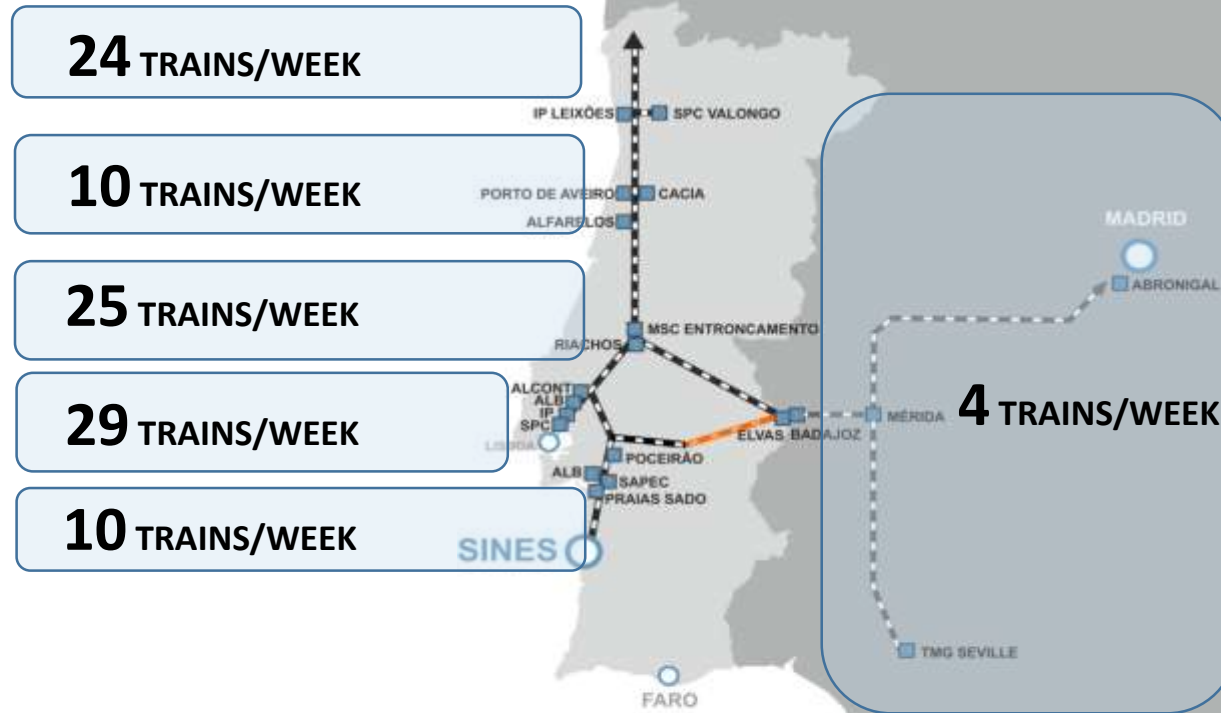 24 TRAINS/WEEK
IP LEIXÕES SPC VALONGO
10 TRAINS/WEEK
PORTO DE AVEIRO CACIA
ALFARELOS
MADRID
ABRONIGAL
25 TRAINS/WEEK
MSC ENTRONCAMENTO
RIACHOS
ALCONT
ALB
IP
SPC
29 TRAINS/WEEK
LISBOA
ELVAS BADAJOZ
MÉRIDA
4 TRAINS/WEEK
POCEIRÃO
ALB
SAPEC
PRAIAS SADO
10 TRAINS/WEEK
SINES
TMG SEVILLE
FARO